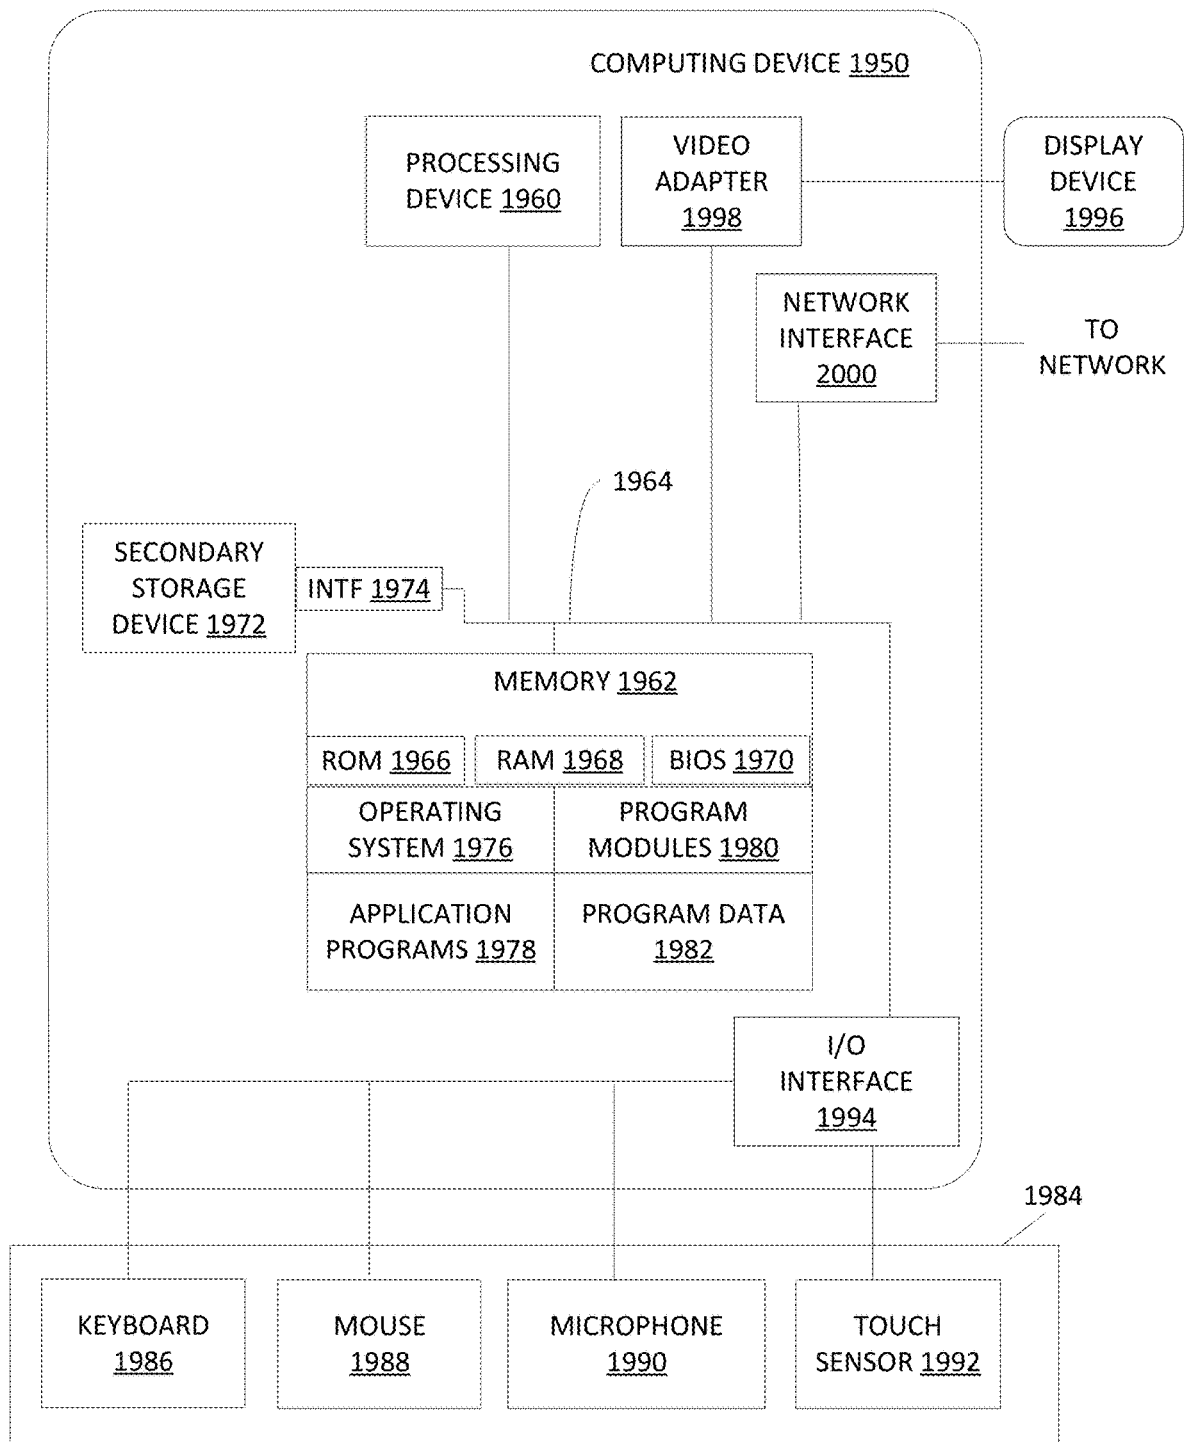 COMPUTING DEVICE 1950
PROCESSING
DEVICE 1960
VIDEO
ADAPTER
1998
DISPLAY
DEVICE
1996
NETWORK
INTERFACE
2000
TO
NETWORK
1964
SECONDARY
STORAGE
DEVICE 1972
INTF 1974
MEMORY 1962
ROM 1966
RAM 1968
BIOS 1970
OPERATING
SYSTEM 1976
PROGRAM
MODULES 1980
APPLICATION
PROGRAMS 1978
PROGRAM DATA
1982
I/O
INTERFACE
1994
1984
KEYBOARD
1986
MOUSE
1988
MICROPHONE
1990
TOUCH
SENSOR 1992